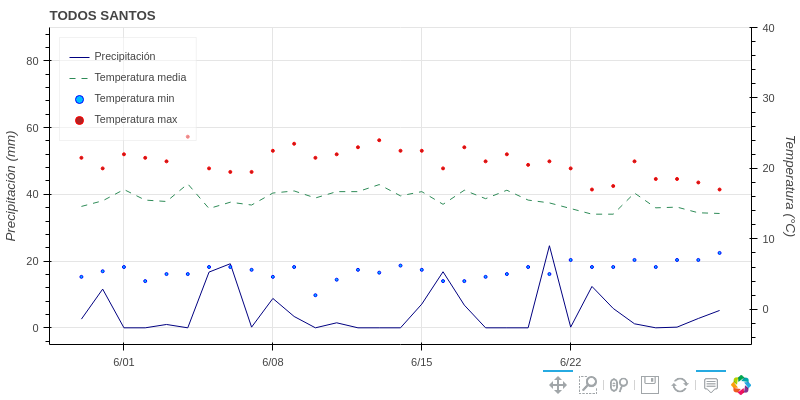 TODOS SANTOS
Precipitación
Temperatura media
Temperatura min
Temperatura max
Precipitación (mm)
80
60
40
20
0
Temperatura (°C)
40
30
20
10
0
6/01
6/08
6/15
6/22